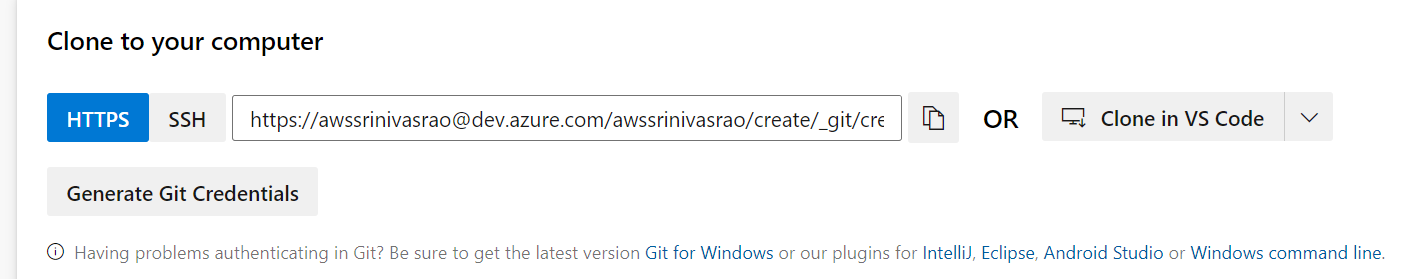 Clone to your computer
HTTPS SSH https://awssrinivasrao@dev.azure.com/awssrinivasrao/create/_git/cre OR Clone in VS Code
Generate Git Credentials
Having problems authenticating in Git? Be sure to get the latest version Git for Windows or our plugins for IntelliJ, Eclipse, Android Studio or Windows command line.